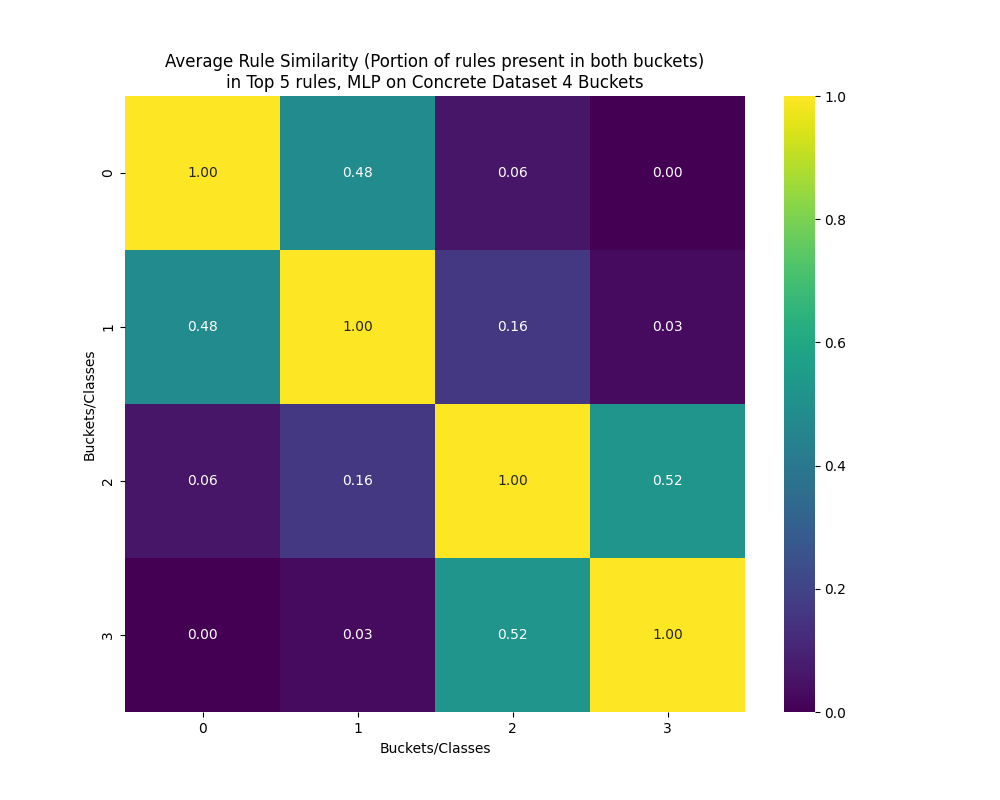 Average Rule Similarity (Portion of rules present in both buckets)
in Top 5 rules, MLP on Concrete Dataset 4 Buckets
Buckets/Classes
0 1.00 0.48 0.06 0.00
1 0.48 1.00 0.16 0.03
2 0.06 0.16 1.00 0.52
3 0.00 0.03 0.52 1.00
0 1 2 3
Buckets/Classes
1.0
0.8
0.6
0.4
0.2
0.0